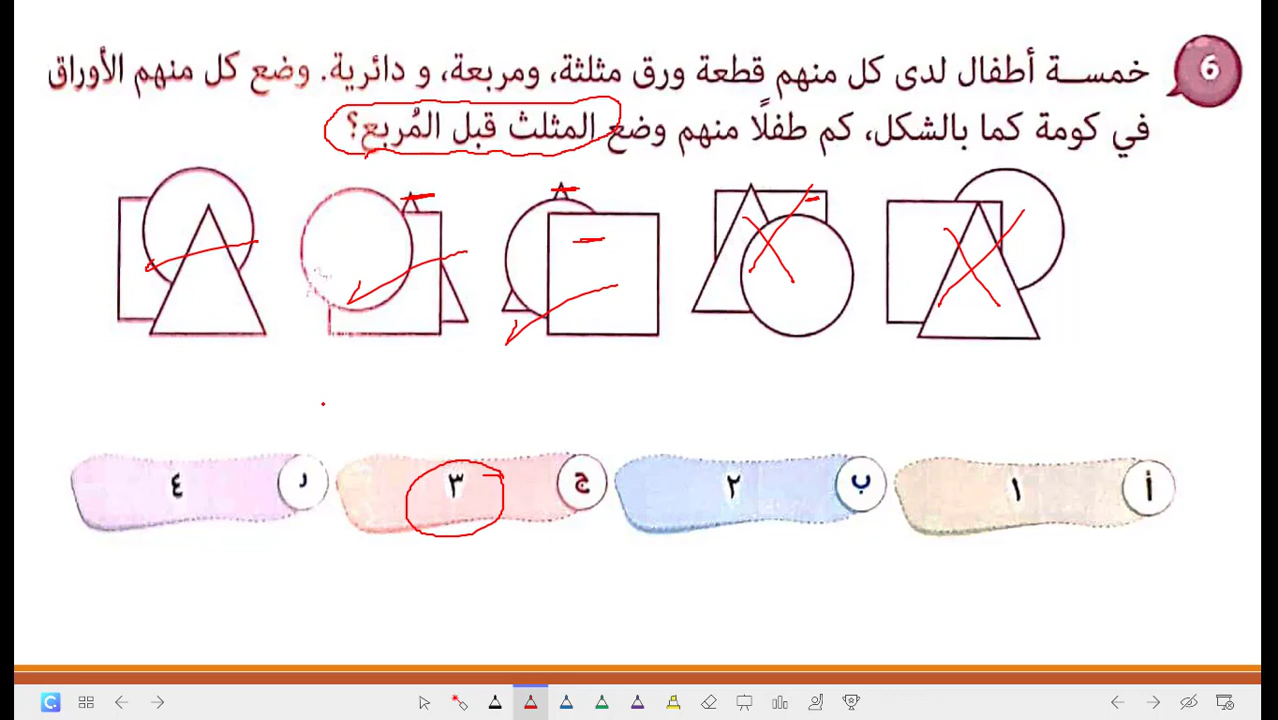 6
خمسة أطفال لدى كل منهم قطعة ورق مثلثة، ومربعة، و دائرية. وضع كل منهم الأوراق
في كومة كما بالشكل، كم طفلًا منهم وضع المثلث قبل المُربع؟
أ ١
ب ٢
ج ٣
د ٤